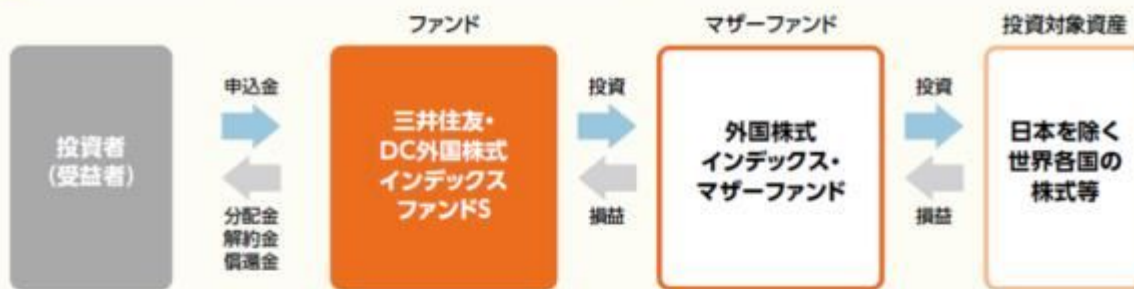 ファンド
マザーファンド
投資対象資産
投資者
(受益者)
申込金
分配金
解約金
償還金
三井住友・
DC外国株式
インデックス
ファンドS
投資
損益
外国株式
インデックス・
マザーファンド
投資
損益
日本を除く
世界各国の
株式等